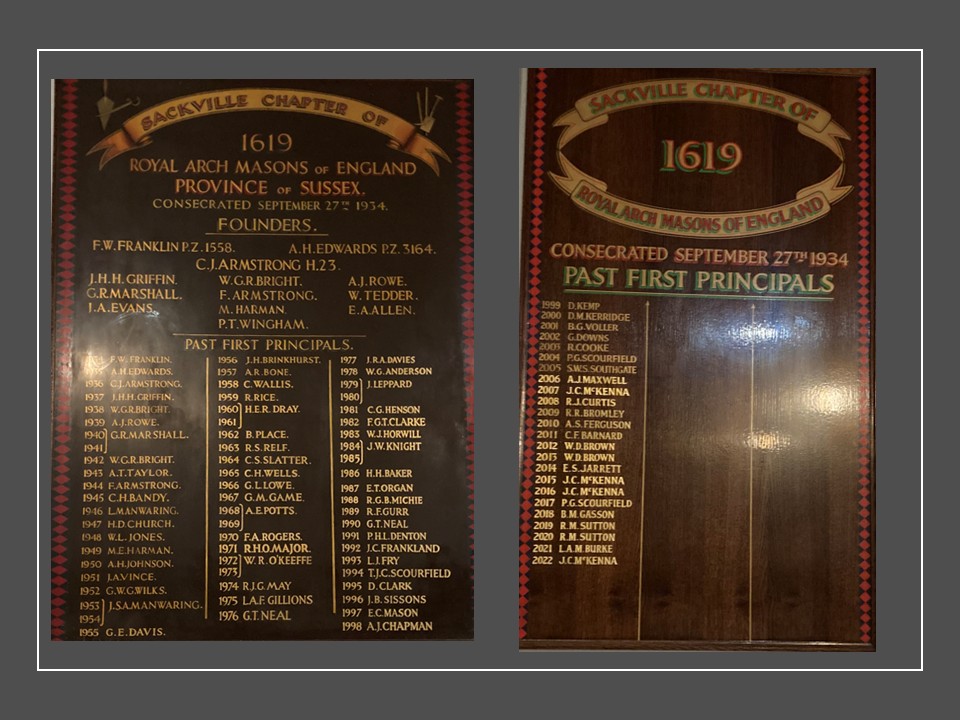 SACKVILLE CHAPTER OF
1619
ROYAL ARCH MASONS OF ENGLAND
PROVINCE OF SUSSEX.
CONSECRATED SEPTEMBER 27TH 1934.
FOUNDERS.
F.W.FRANKLIN P.Z.1558. A.H.EDWARDS P.Z.3164.
C.J.ARMSTRONG H.23.
J.H.H.GRIFFIN. W.G.R.BRIGHT. A.J.ROWE.
G.R.MARSHALL. F.ARMSTRONG. W.TEDDER.
J.A.EVANS. M.HARMAN. E.A.ALLEN.
P.T.WINGHAM.
PAST FIRST PRINCIPALS.
F.W.FRANKLIN.
A.H.EDWARDS.
1936 C.J.ARMSTRONG.
1937 J.H.H.GRIFFIN.
1938 W.G.R.BRIGHT.
1939 A.J.ROWE.
1940 G.R.MARSHALL.
1941
1942 W.G.R.BRIGHT.
1943 A.T.TAYLOR.
1944 F.ARMSTRONG.
1945 C.H.BANDY.
1946 L.MANWARING.
1947 H.D.CHURCH.
1948 W.L.JONES.
1949 M.E.HARMAN.
1950 A.H.JOHNSON.
1951 J.A.VINCE.
1952 G.W.G.WILKS.
1953 J.S.A.MANWARING.
1954
1955 G.E.DAVIS.
1956 J.H.BRINKHURST.
1957 A.R.BONE.
1958 C.WALLIS.
1959 R.RICE.
1960 H.E.R.DRAY.
1961
1962 B.PLACE.
1963 R.S.RELF.
1964 C.S.SLATTER.
1965 C.H.WELLS.
1966 G.L.LOWE.
1967 G.M.GAME.
1968 A.E.POTTS.
1969
1970 F.A.ROGERS.
1971 R.H.O.MAJOR.
1972 W.R.O'KEEFFE
1973
1974 R.J.G.MAY
1975 L.A.F.GILLIONS
1976 G.T.NEAL
1977 J.R.A.DAVIES
1978 W.G.ANDERSON
1979 J.LEPPARD
1980
1981 C.G.HENSON
1982 F.G.T.CLARKE
1983 W.J.HORWILL
1984 J.W.KNIGHT
1985
1986 H.H.BAKER
1987 E.T.ORGAN
1988 R.G.B.MICHIE
1989 R.F.GURR
1990 G.T.NEAL
1991 P.H.L.DENTON
1992 J.C.FRANKLAND
1993 L.J.FRY
1994 T.J.C.SCOURFIELD
1995 D.CLARK
1996 J.B.SISSONS
1997 E.C.MASON
1998 A.J.CHAPMAN
SACKVILLE CHAPTER OF
1619
ROYAL ARCH MASONS OF ENGLAND
CONSECRATED SEPTEMBER 27TH 1934
PAST FIRST PRINCIPALS
1999 D.KEMP
2000 D.M.KERRIDGE
2001 B.G.VOLLER
2002 G.DOWNS
2003 R.COOKE
2004 P.G.SCOURFIELD
2005 S.W.S.SOUTHGATE
2006 A.J.MAXWELL
2007 J.C.McKENNA
2008 R.J.CURTIS
2009 R.R.BROMLEY
2010 A.S.FERGUSON
2011 C.F.BARNARD
2012 W.D.BROWN
2013 W.D.BROWN
2014 E.S.JARRETT
2015 J.C.McKENNA
2016 J.C.McKENNA
2017 P.G.SCOURFIELD
2018 B.M.GASSON
2019 R.M.SUTTON
2020 R.M.SUTTON
2021 L.A.M.BURKE
2022 J.C.McKENNA